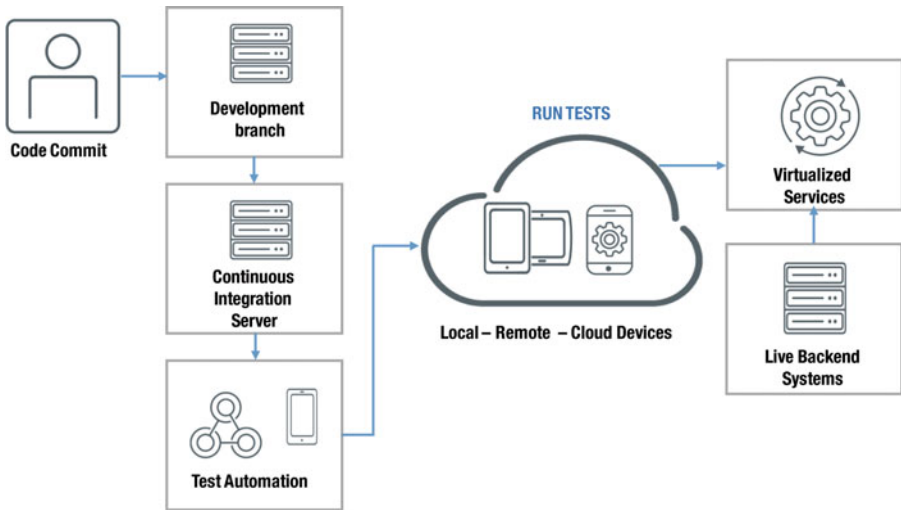 Code Commit
Development
branch
Continuous
Integration
Server
Test Automation
RUN TESTS
Local – Remote – Cloud Devices
Virtualized
Services
Live Backend
Systems